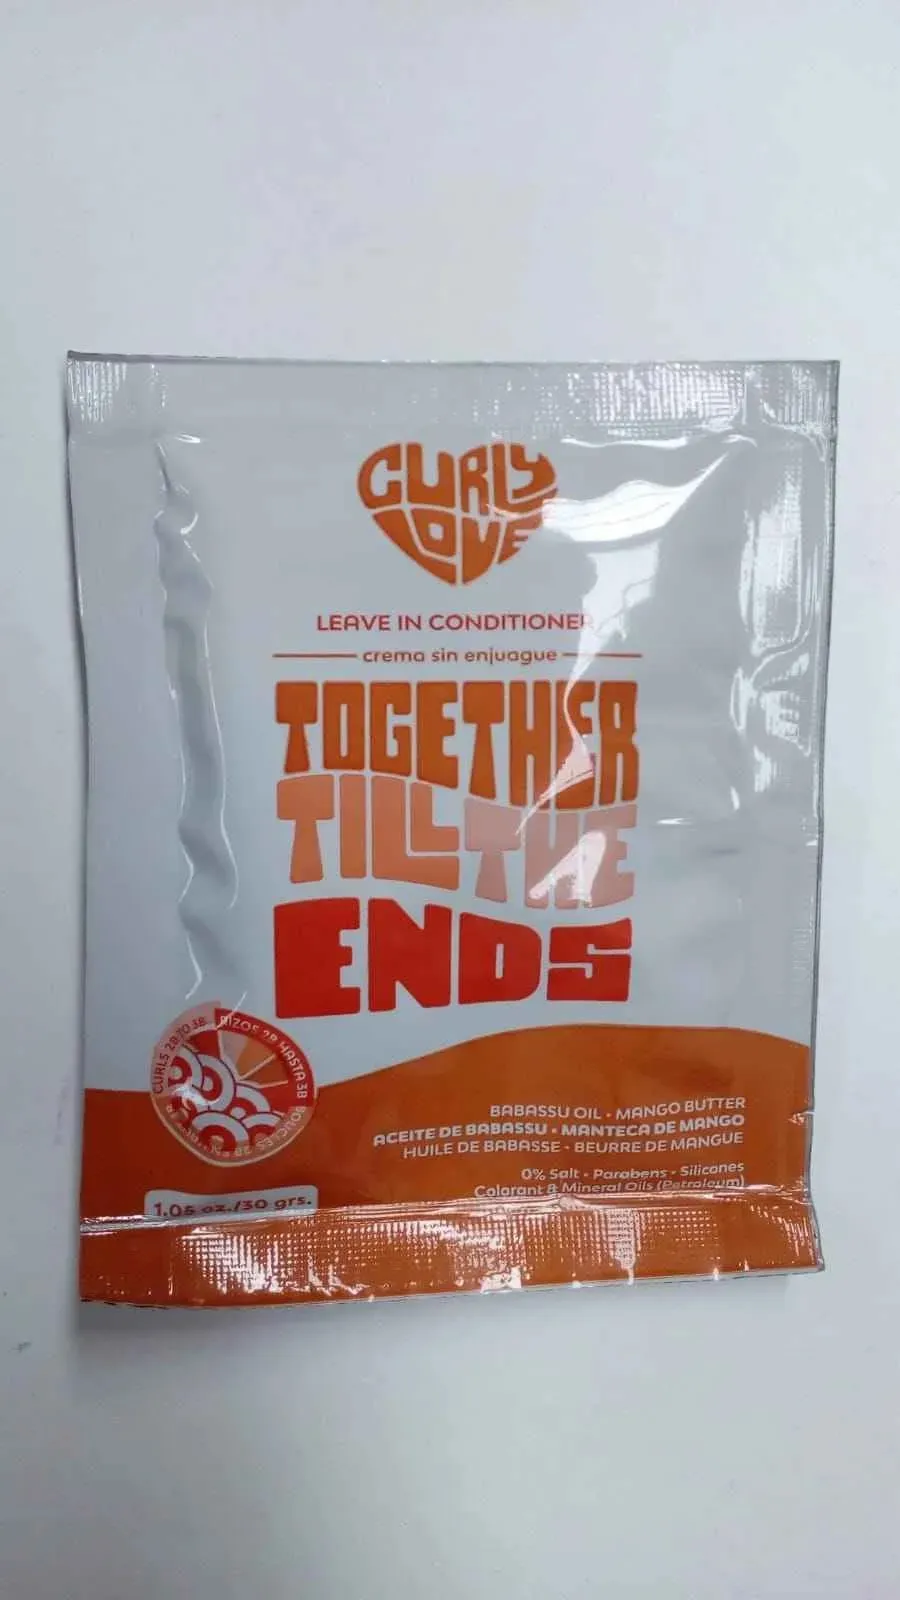 CURLY
LOVE
LEAVE IN CONDITIONER
crema sin enjuague
TOGETHER
TILL THE
ENDS
CURLS 2B TO 3B
RIZOS 2B HASTA 3B
BOUCLES 2B
1.05 oz./30 grs.
BABASSU OIL • MANGO BUTTER
ACEITE DE BABASSU • MANTECA DE MANGO
HUILE DE BABASSE - BEURRE DE MANGUE
0% Salt • Parabens • Silicones
Colorant & Mineral Oils (Petroleum)